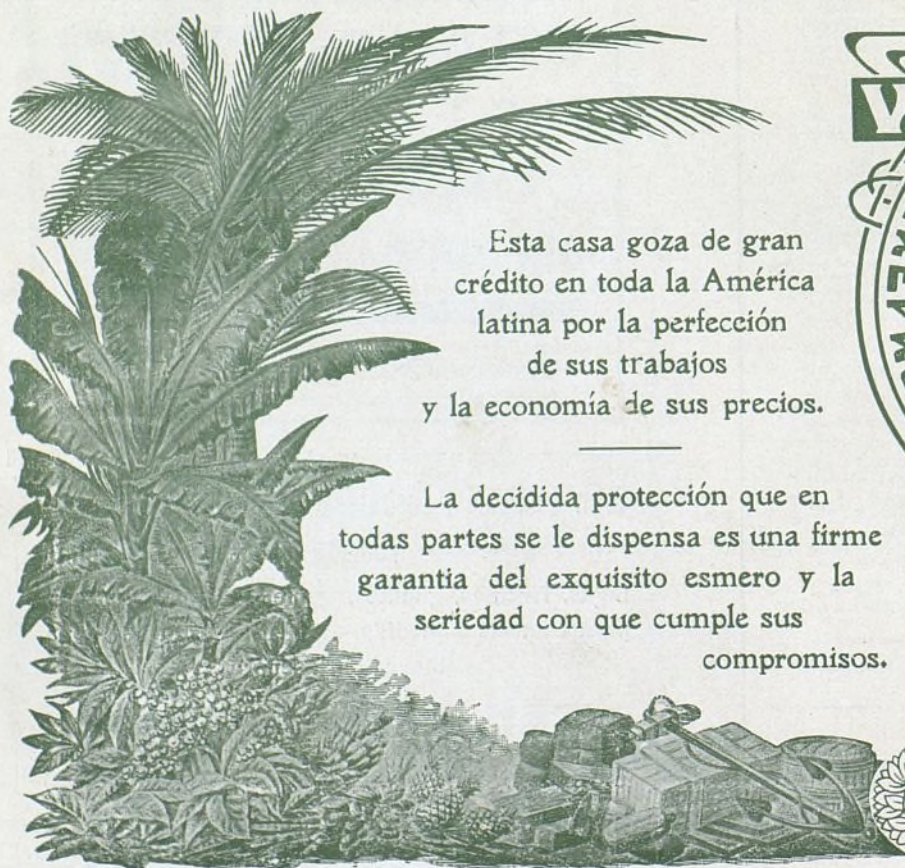 Esta casa goza de gran
crédito en toda la América
latina por la perfección
de sus trabajos
y la economía de sus precios.
La decidida protección que en
todas partes se le dispensa es una firme
garantia del exquisito esmero y la
seriedad con que cumple sus
compromisos.